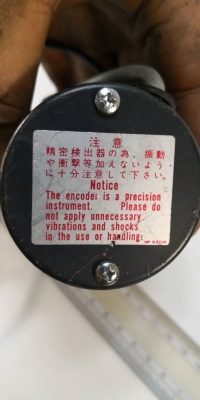 注意
精密検出器の為、振動
や衝撃等加えないよう
に十分注意して下さい。
Notice
The encoder is a precision
instrument. Please do
not apply unnecessary
vibrations and shocks
in the use or handling.